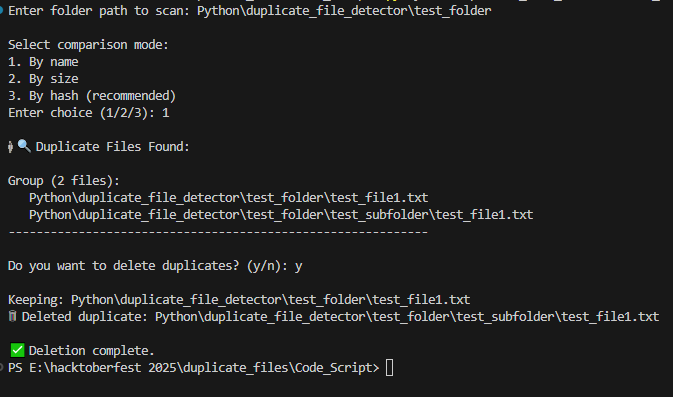 Enter folder path to scan: Python\duplicate_file_detector\test_folder
Select comparison mode:
1. By name
2. By size
3. By hash (recommended)
Enter choice (1/2/3): 1
🔍 Duplicate Files Found:
Group (2 files):
Python\duplicate_file_detector\test_folder\test_file1.txt
Python\duplicate_file_detector\test_folder\test_subfolder\test_file1.txt
------------------------------------------------------------
Do you want to delete duplicates? (y/n): y
Keeping: Python\duplicate_file_detector\test_folder\test_file1.txt
🗑 Deleted duplicate: Python\duplicate_file_detector\test_folder\test_subfolder\test_file1.txt
✅ Deletion complete.
PS E:\hacktoberfest 2025\duplicate_files\Code_Script>